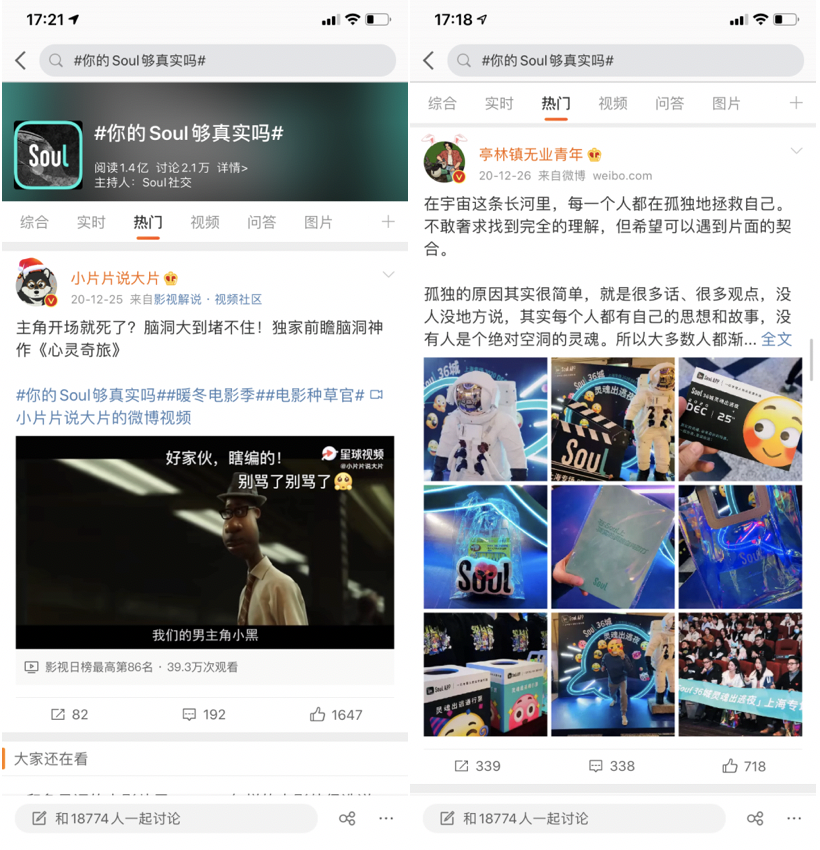 17:21
#你的Soul够真实吗#
Soul
#你的Soul够真实吗#
阅读1.4亿 讨论2.1万 详情>
主持人：Soul社交
综合 实时 热门 视频 问答 图片
小片片说大片
20-12-25 来自影视解说·视频社区
主角开场就死了？脑洞大到堵不住！独家前瞻脑洞神
作《心灵奇旅》
#你的Soul够真实吗##暖冬电影季##电影种草官#
小片片说大片的微博视频
好家伙，瞎编的！
星球视频
@小片片说大片
别骂了别骂了
我们的男主角小黑
影视日榜最高第86名·39.3万次观看
82 192 1647
大家还在看
和18774人一起讨论
17:18
#你的Soul够真实吗#
综合 实时 热门 视频 问答 图片
亭林镇无业青年
20-12-26 来自微博 weibo.com
在宇宙这条长河里，每一个人都在孤独地拯救自己。
不敢奢求找到完全的理解，但希望可以遇到片面的契
合。
孤独的原因其实很简单，就是很多话、很多观点，没
人没地方说，其实每个人都有自己的思想和故事，没
有人是个绝对空洞的灵魂。所以大多数人都渐... 全文
Soul 36城
灵魂出逃夜
Soul
DEC 25
Soul
Soul
灵魂出逃通行票
Soul 36城
灵魂出逃夜
Soul 36城灵魂出逃夜」上海专
339 338 718
和18774人一起讨论